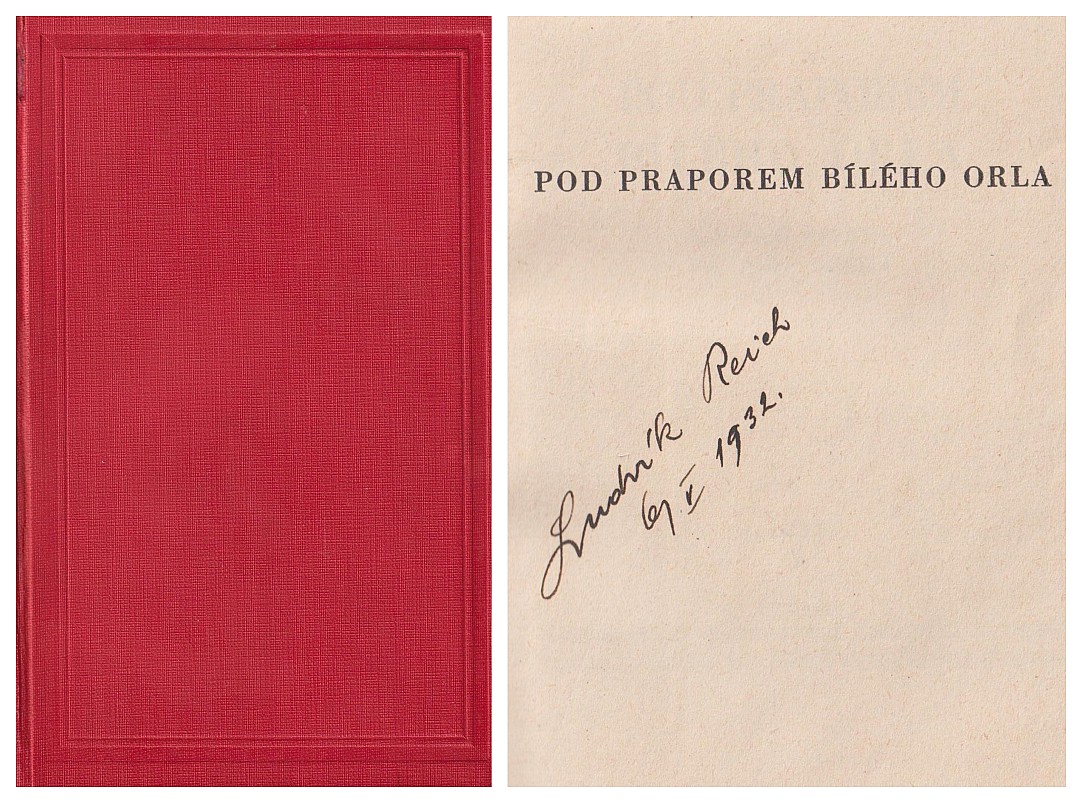 POD PRAPOREM BÍLÉHO ORLA
Ludvík Reich
6/V 1932.